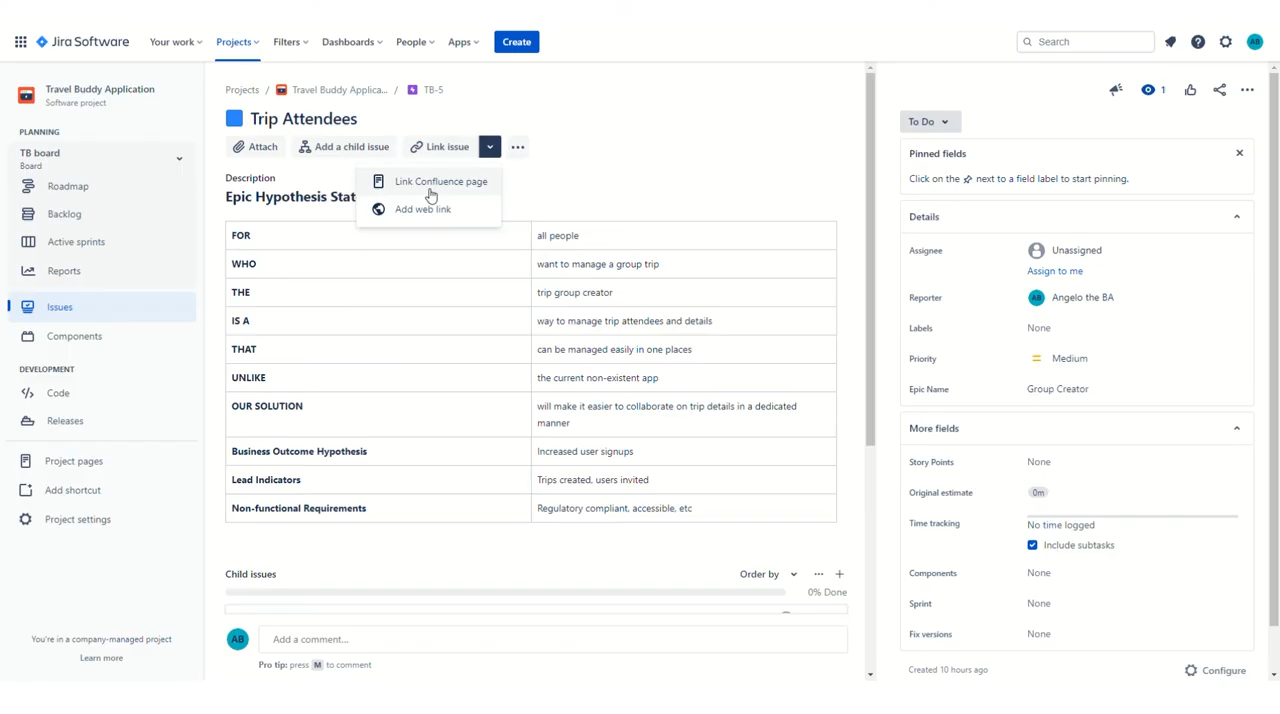 Jira Software
Your work
Projects
Filters
Dashboards
People
Apps
Create
Search
AB
Travel Buddy Application
Software project
PLANNING
TB board
Board
Roadmap
Backlog
Active sprints
Reports
Issues
Components
DEVELOPMENT
Code
Releases
Project pages
Add shortcut
Project settings
You're in a company-managed project
Learn more
Projects / Travel Buddy Applica... / TB-5
Trip Attendees
Attach
Add a child issue
Link issue
Link Confluence page
Add web link
Description
Epic Hypothesis Stat
FOR all people
WHO want to manage a group trip
THE trip group creator
IS A way to manage trip attendees and details
THAT can be managed easily in one places
UNLIKE the current non-existent app
OUR SOLUTION will make it easier to collaborate on trip details in a dedicated
manner
Business Outcome Hypothesis Increased user signups
Lead Indicators Trips created, users invited
Non-functional Requirements Regulatory compliant, accessible, etc
Child issues
Order by
0% Done
AB
Add a comment...
Pro tip: press M to comment
1
To Do
Pinned fields
Click on the next to a field label to start pinning.
Details
Assignee Unassigned
Assign to me
Reporter AB Angelo the BA
Labels None
Priority Medium
Epic Name Group Creator
More fields
Story Points None
Original estimate 0m
Time tracking No time logged
Include subtasks
Components None
Sprint None
Fix versions None
Created 10 hours ago
Configure